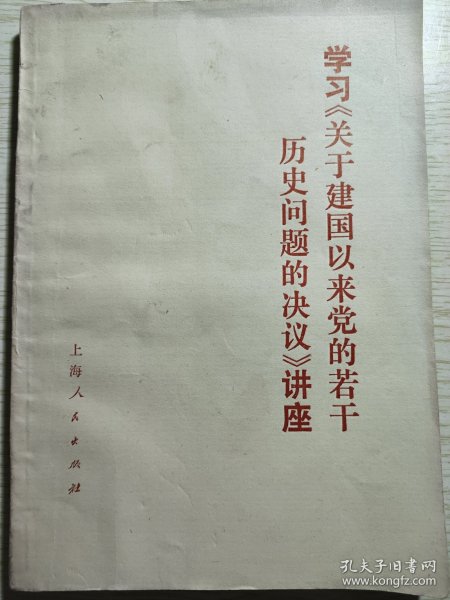 学习《关于建国以来党的若干
历史问题的决议》讲座
上海人民出版社
孔夫子旧书网
www.kongfz.com